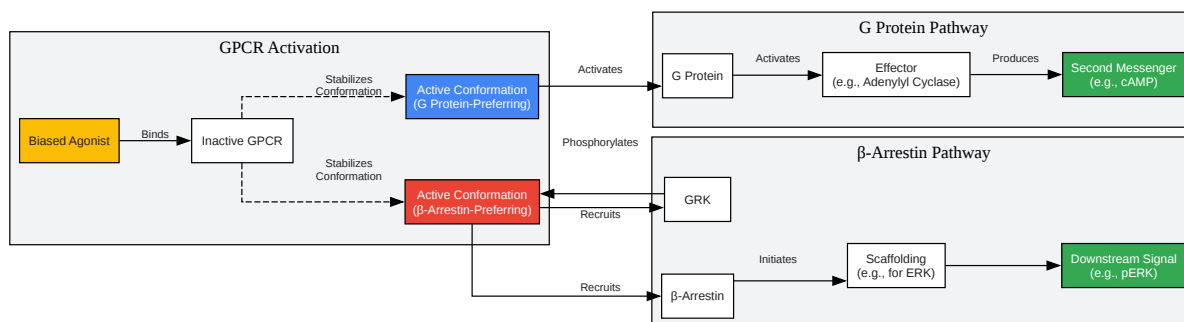 GPCR Activation
Biased Agonist
Binds
Inactive GPCR
Stabilizes
Conformation
Stabilizes
Conformation
Active Conformation
(G Protein-Preferring)
Active Conformation
(β-Arrestin-Preferring)
Activates
Phosphorylates
Recruits
Recruits
G Protein Pathway
G Protein
Activates
Effector
(e.g., Adenylyl Cyclase)
Produces
Second Messenger
(e.g., cAMP)
β-Arrestin Pathway
GRK
β-Arrestin
Initiates
Scaffolding
(e.g., for ERK)
Downstream Signal
(e.g., pERK)